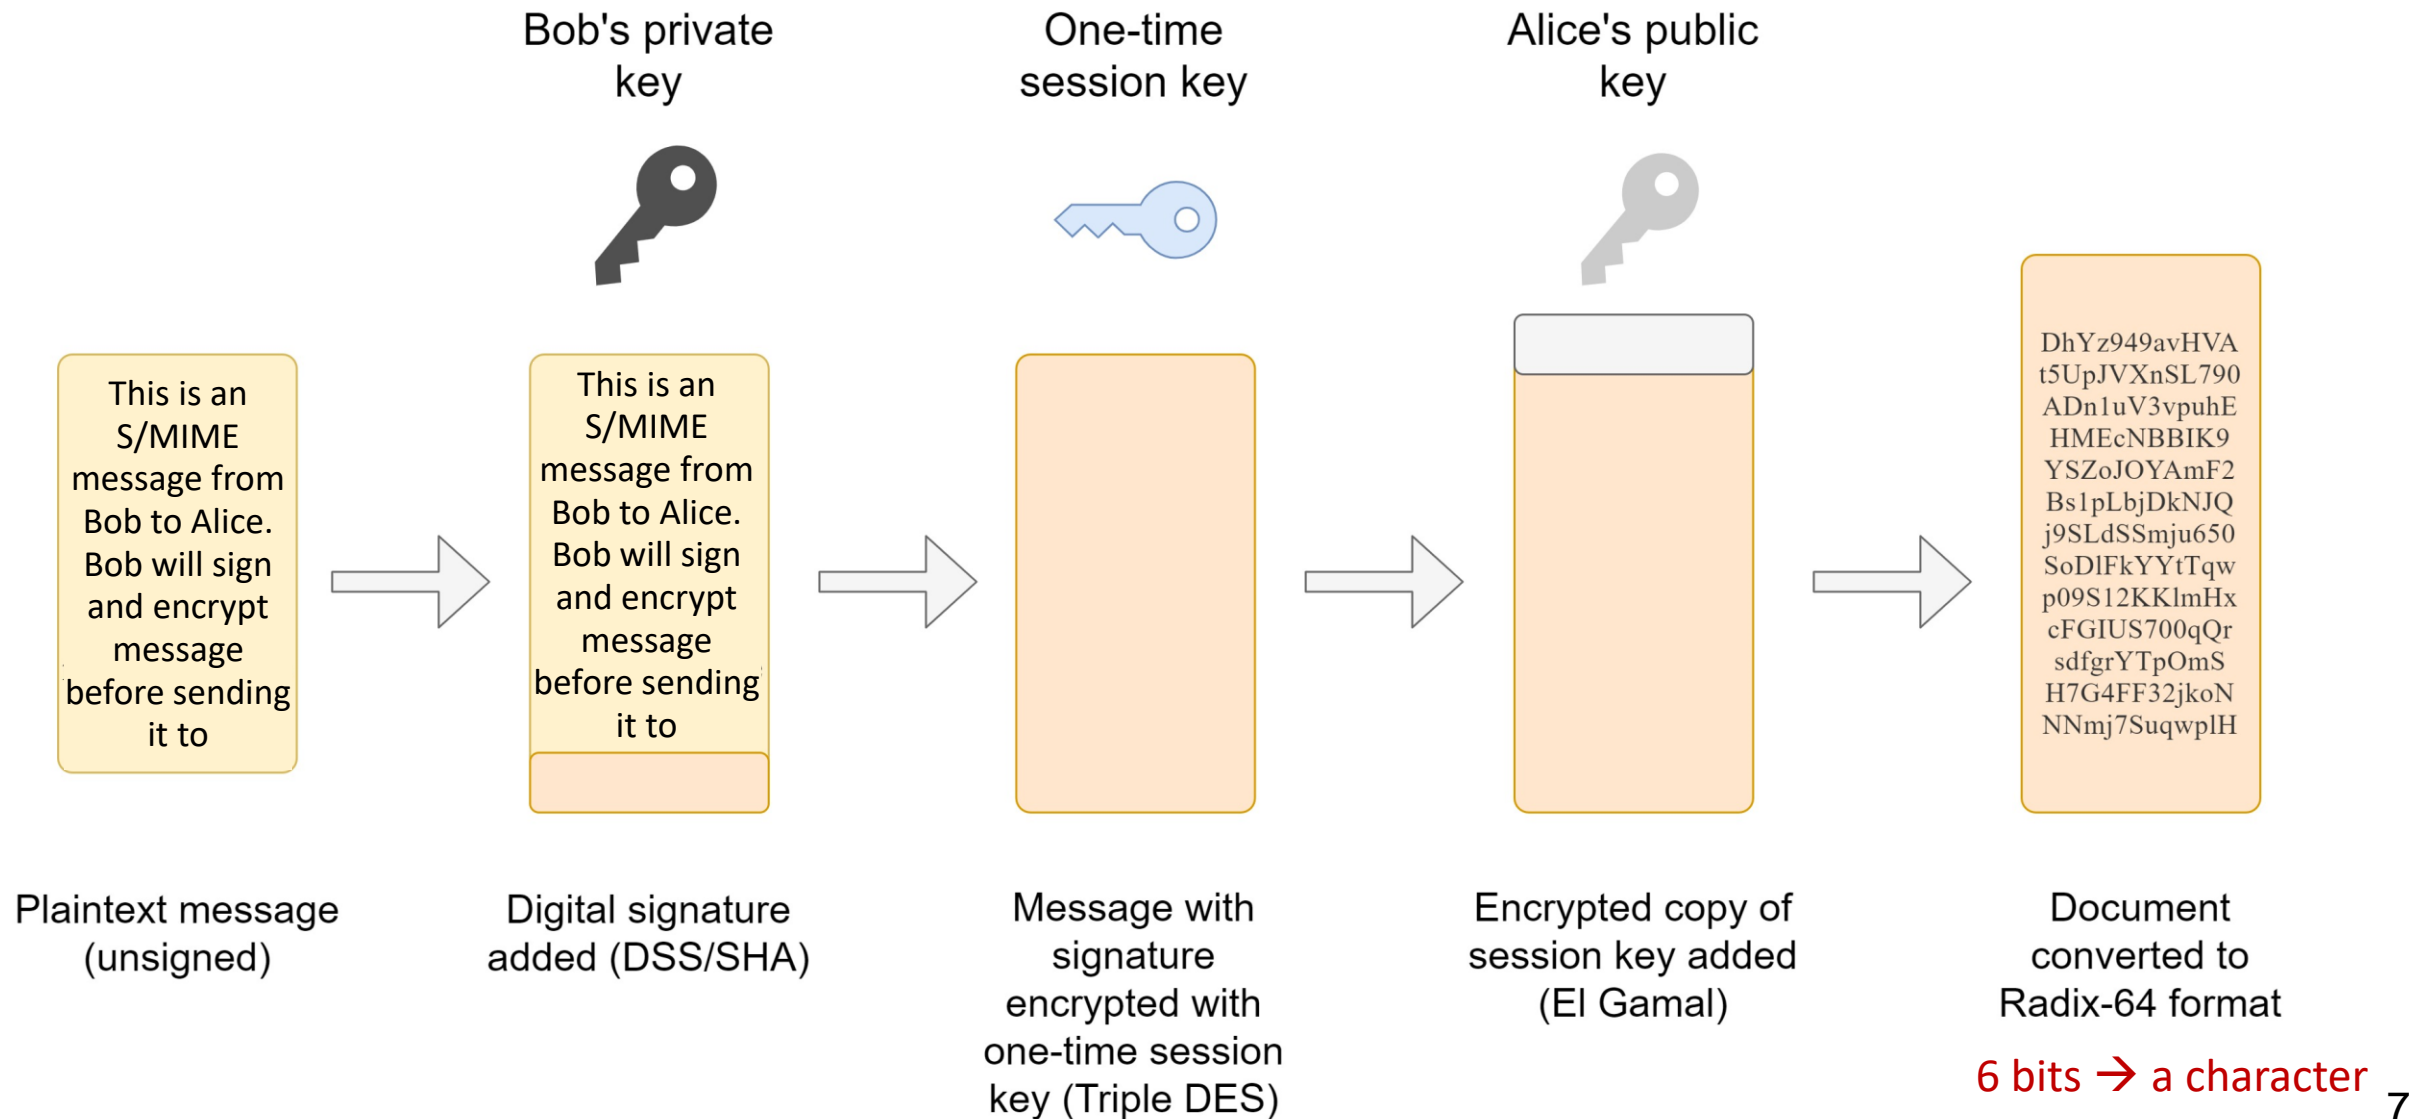 Bob's private
key
One-time
session key
Alice's public
key
This is an
S/MIME
message from
Bob to Alice.
Bob will sign
and encrypt
message
before sending
it to
This is an
S/MIME
message from
Bob to Alice.
Bob will sign
and encrypt
message
before sending
it to
DhYz949avHVA
t5UpJVXnSL790
ADn1uV3vpuhE
HMEcNBBIK9
YSZoJOYAmF2
Bs1pLbjDkNJQ
j9SLdSSmju650
SoDlFkYYtTqw
p09S12KKlmHx
cFGIUS700qQr
sdfgrYTpOmS
H7G4FF32jkoN
NNmj7SuqwplH
Plaintext message
(unsigned)
Digital signature
added (DSS/SHA)
Message with
signature
encrypted with
one-time session
key (Triple DES)
Encrypted copy of
session key added
(El Gamal)
Document
converted to
Radix-64 format
6 bits → a character
7